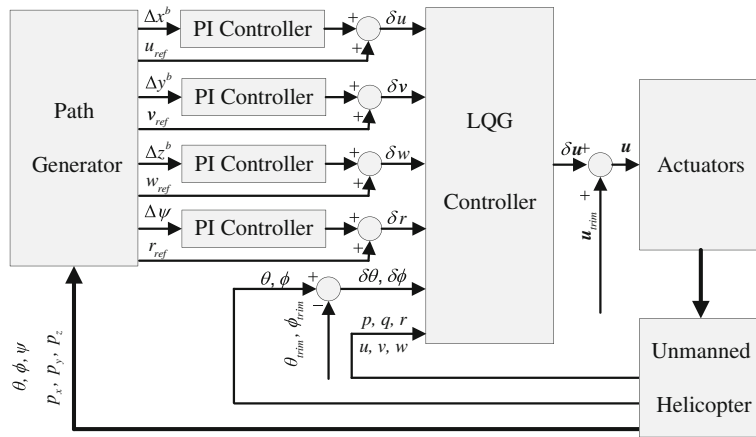 Path
Generator
Δx^b
u_ref
PI Controller
+
+
δu
Δy^b
v_ref
PI Controller
+
+
δv
Δz^b
w_ref
PI Controller
+
+
δw
Δψ
r_ref
PI Controller
+
+
δr
θ, ϕ
+
−
δθ, δϕ
θ_trim, ϕ_trim
p, q, r
u, v, w
LQG
Controller
δu
+
+
u
u_trim
Actuators
Unmanned
Helicopter
θ, ϕ, ψ
p_x, p_y, p_z